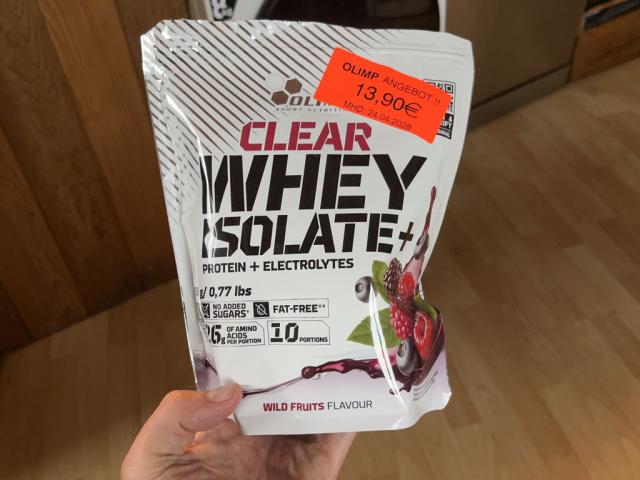 OLIMP ANGEBOT !!
13,90€
MHD: 24.04.2026
CLEAR
WHEY
ISOLATE+
PROTEIN + ELECTROLYTES
g/ 0,77 lbs
NO ADDED
SUGARS*
FAT-FREE**
OF AMINO
ACIDS
PER PORTION
10 PORTIONS
WILD FRUITS FLAVOUR